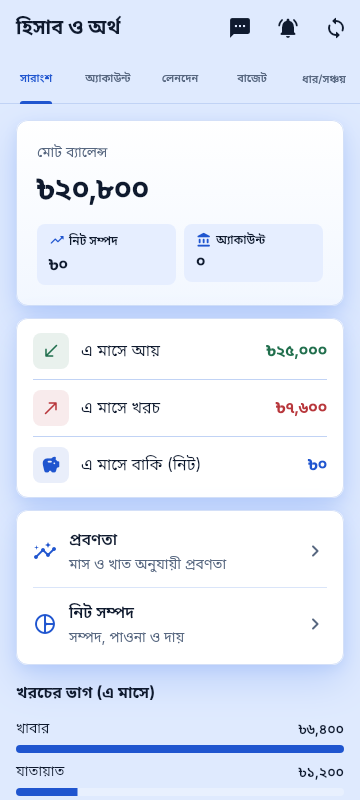 হিসাব ও অর্থ
সারাংশ অ্যাকাউন্ট লেনদেন বাজেট ধার/সঞ্চয়
মোট ব্যালেন্স
৳২০,৮০০
নিট সম্পদ
৳০
অ্যাকাউন্ট
০
এ মাসে আয় ৳২৫,০০০
এ মাসে খরচ ৳৭,৬০০
এ মাসে বাকি (নিট) ৳০
প্রবণতা
মাস ও খাত অনুযায়ী প্রবণতা
নিট সম্পদ
সম্পদ, পাওনা ও দায়
খরচের ভাগ (এ মাসে)
খাবার ৳৬,৪০০
যাতায়াত ৳১,২০০